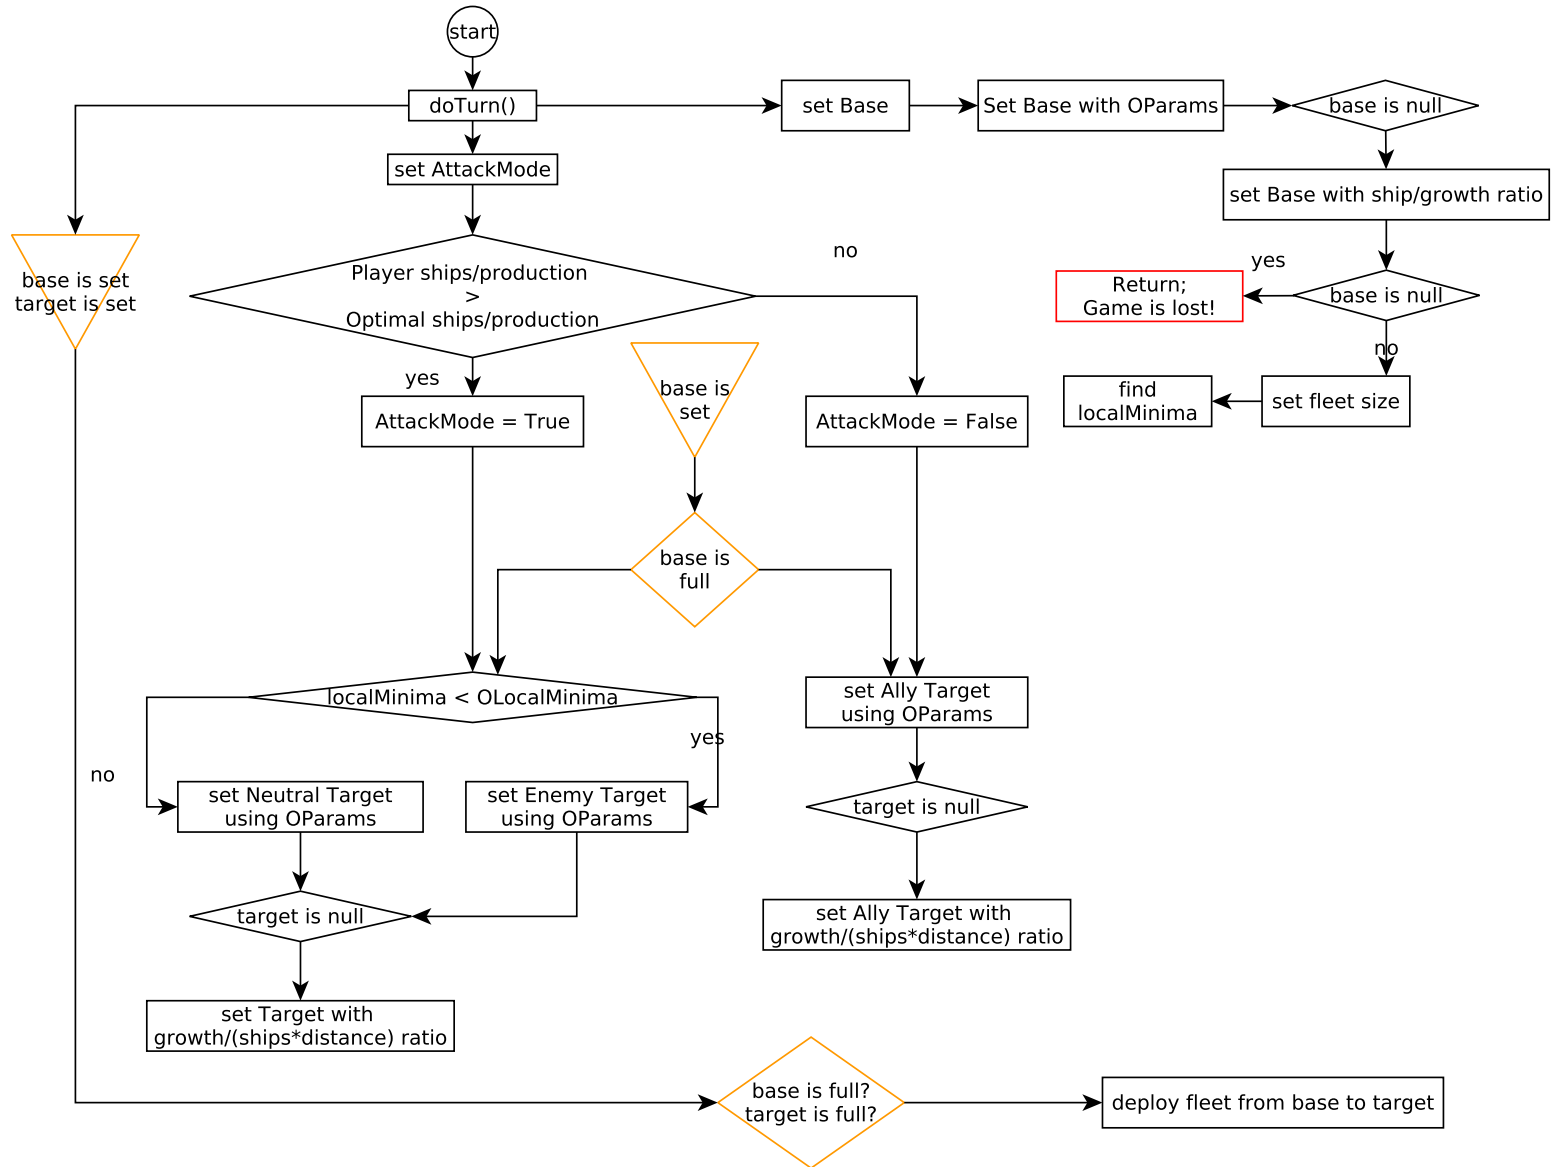 start
doTurn()
set Base
Set Base with OParams
base is null
set AttackMode
set Base with ship/growth ratio
base is set
target is set
Player ships/production
>
Optimal ships/production
no
yes
Return;
Game is lost!
base is null
no
yes
AttackMode = True
base is
set
AttackMode = False
find
localMinima
set fleet size
base is
full
localMinima < OLocalMinima
set Ally Target
using OParams
yes
no
set Neutral Target
using OParams
set Enemy Target
using OParams
target is null
target is null
set Ally Target with
growth/(ships*distance) ratio
set Target with
growth/(ships*distance) ratio
base is full?
target is full?
deploy fleet from base to target